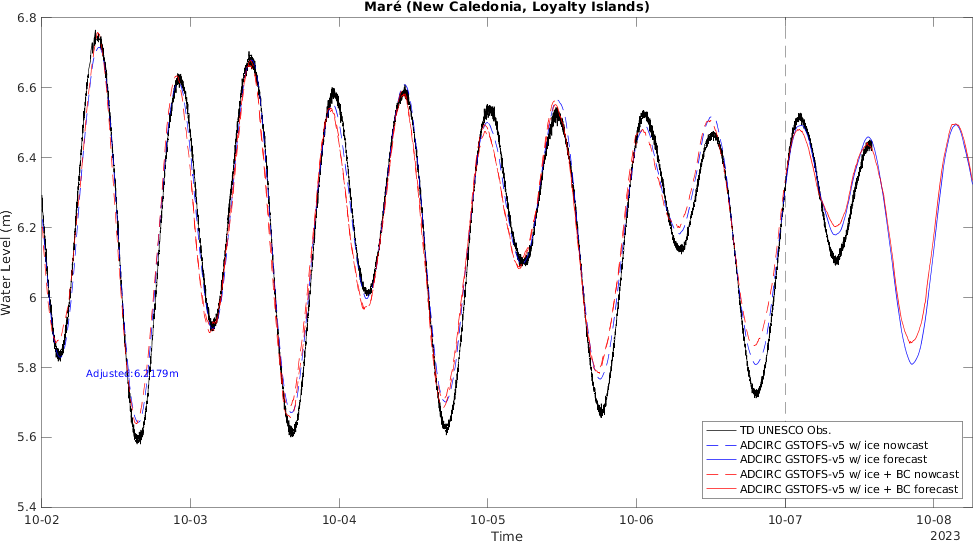 Maré (New Caledonia, Loyalty Islands)
6.8
6.6
6.4
6.2
6
5.8
5.6
5.4
Water Level (m)
Adjusted:6.2179m
TD UNESCO Obs.
ADCIRC GSTOFS-v5 w/ ice nowcast
ADCIRC GSTOFS-v5 w/ ice forecast
ADCIRC GSTOFS-v5 w/ ice + BC nowcast
ADCIRC GSTOFS-v5 w/ ice + BC forecast
10-02 10-03 10-04 10-05 10-06 10-07 10-08
2023
Time